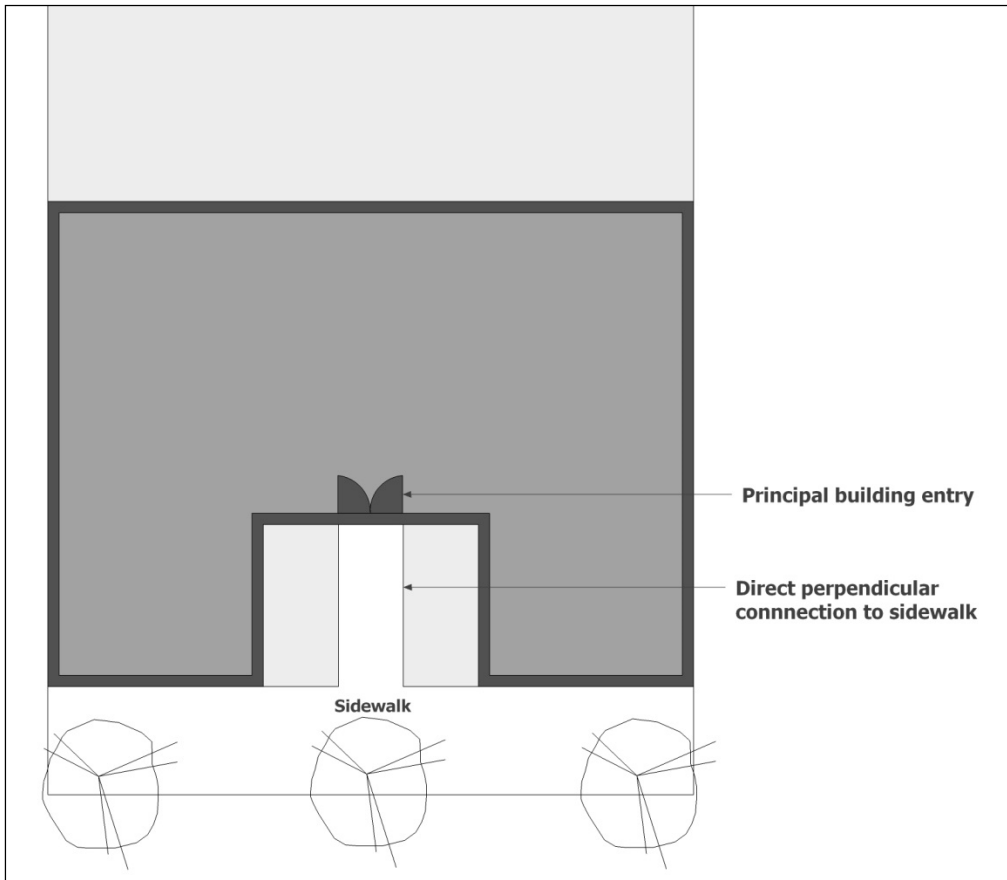 Principal building entry
Direct perpendicular
connnection to sidewalk
Sidewalk